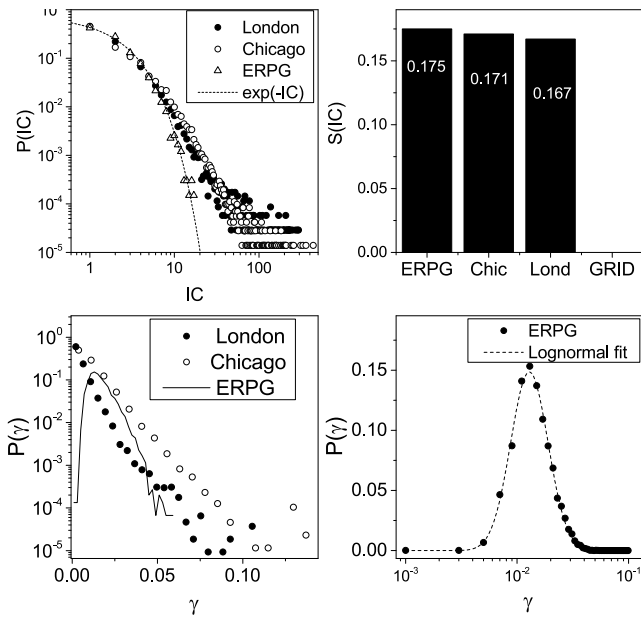 London
Chicago
ERPG
exp(-IC)
10^0
10^-1
10^-2
10^-3
10^-4
10^-5
P(IC)
1
10
100
IC
0.15
0.10
0.05
0.00
S(IC)
0.175
0.171
0.167
ERPG
Chic
Lond
GRID
London
Chicago
ERPG
10^0
10^-1
10^-2
10^-3
10^-4
10^-5
P(γ)
0.00
0.05
0.10
γ
ERPG
Lognormal fit
0.15
0.10
0.05
0.00
P(γ)
10^-3
10^-2
10^-1
γ